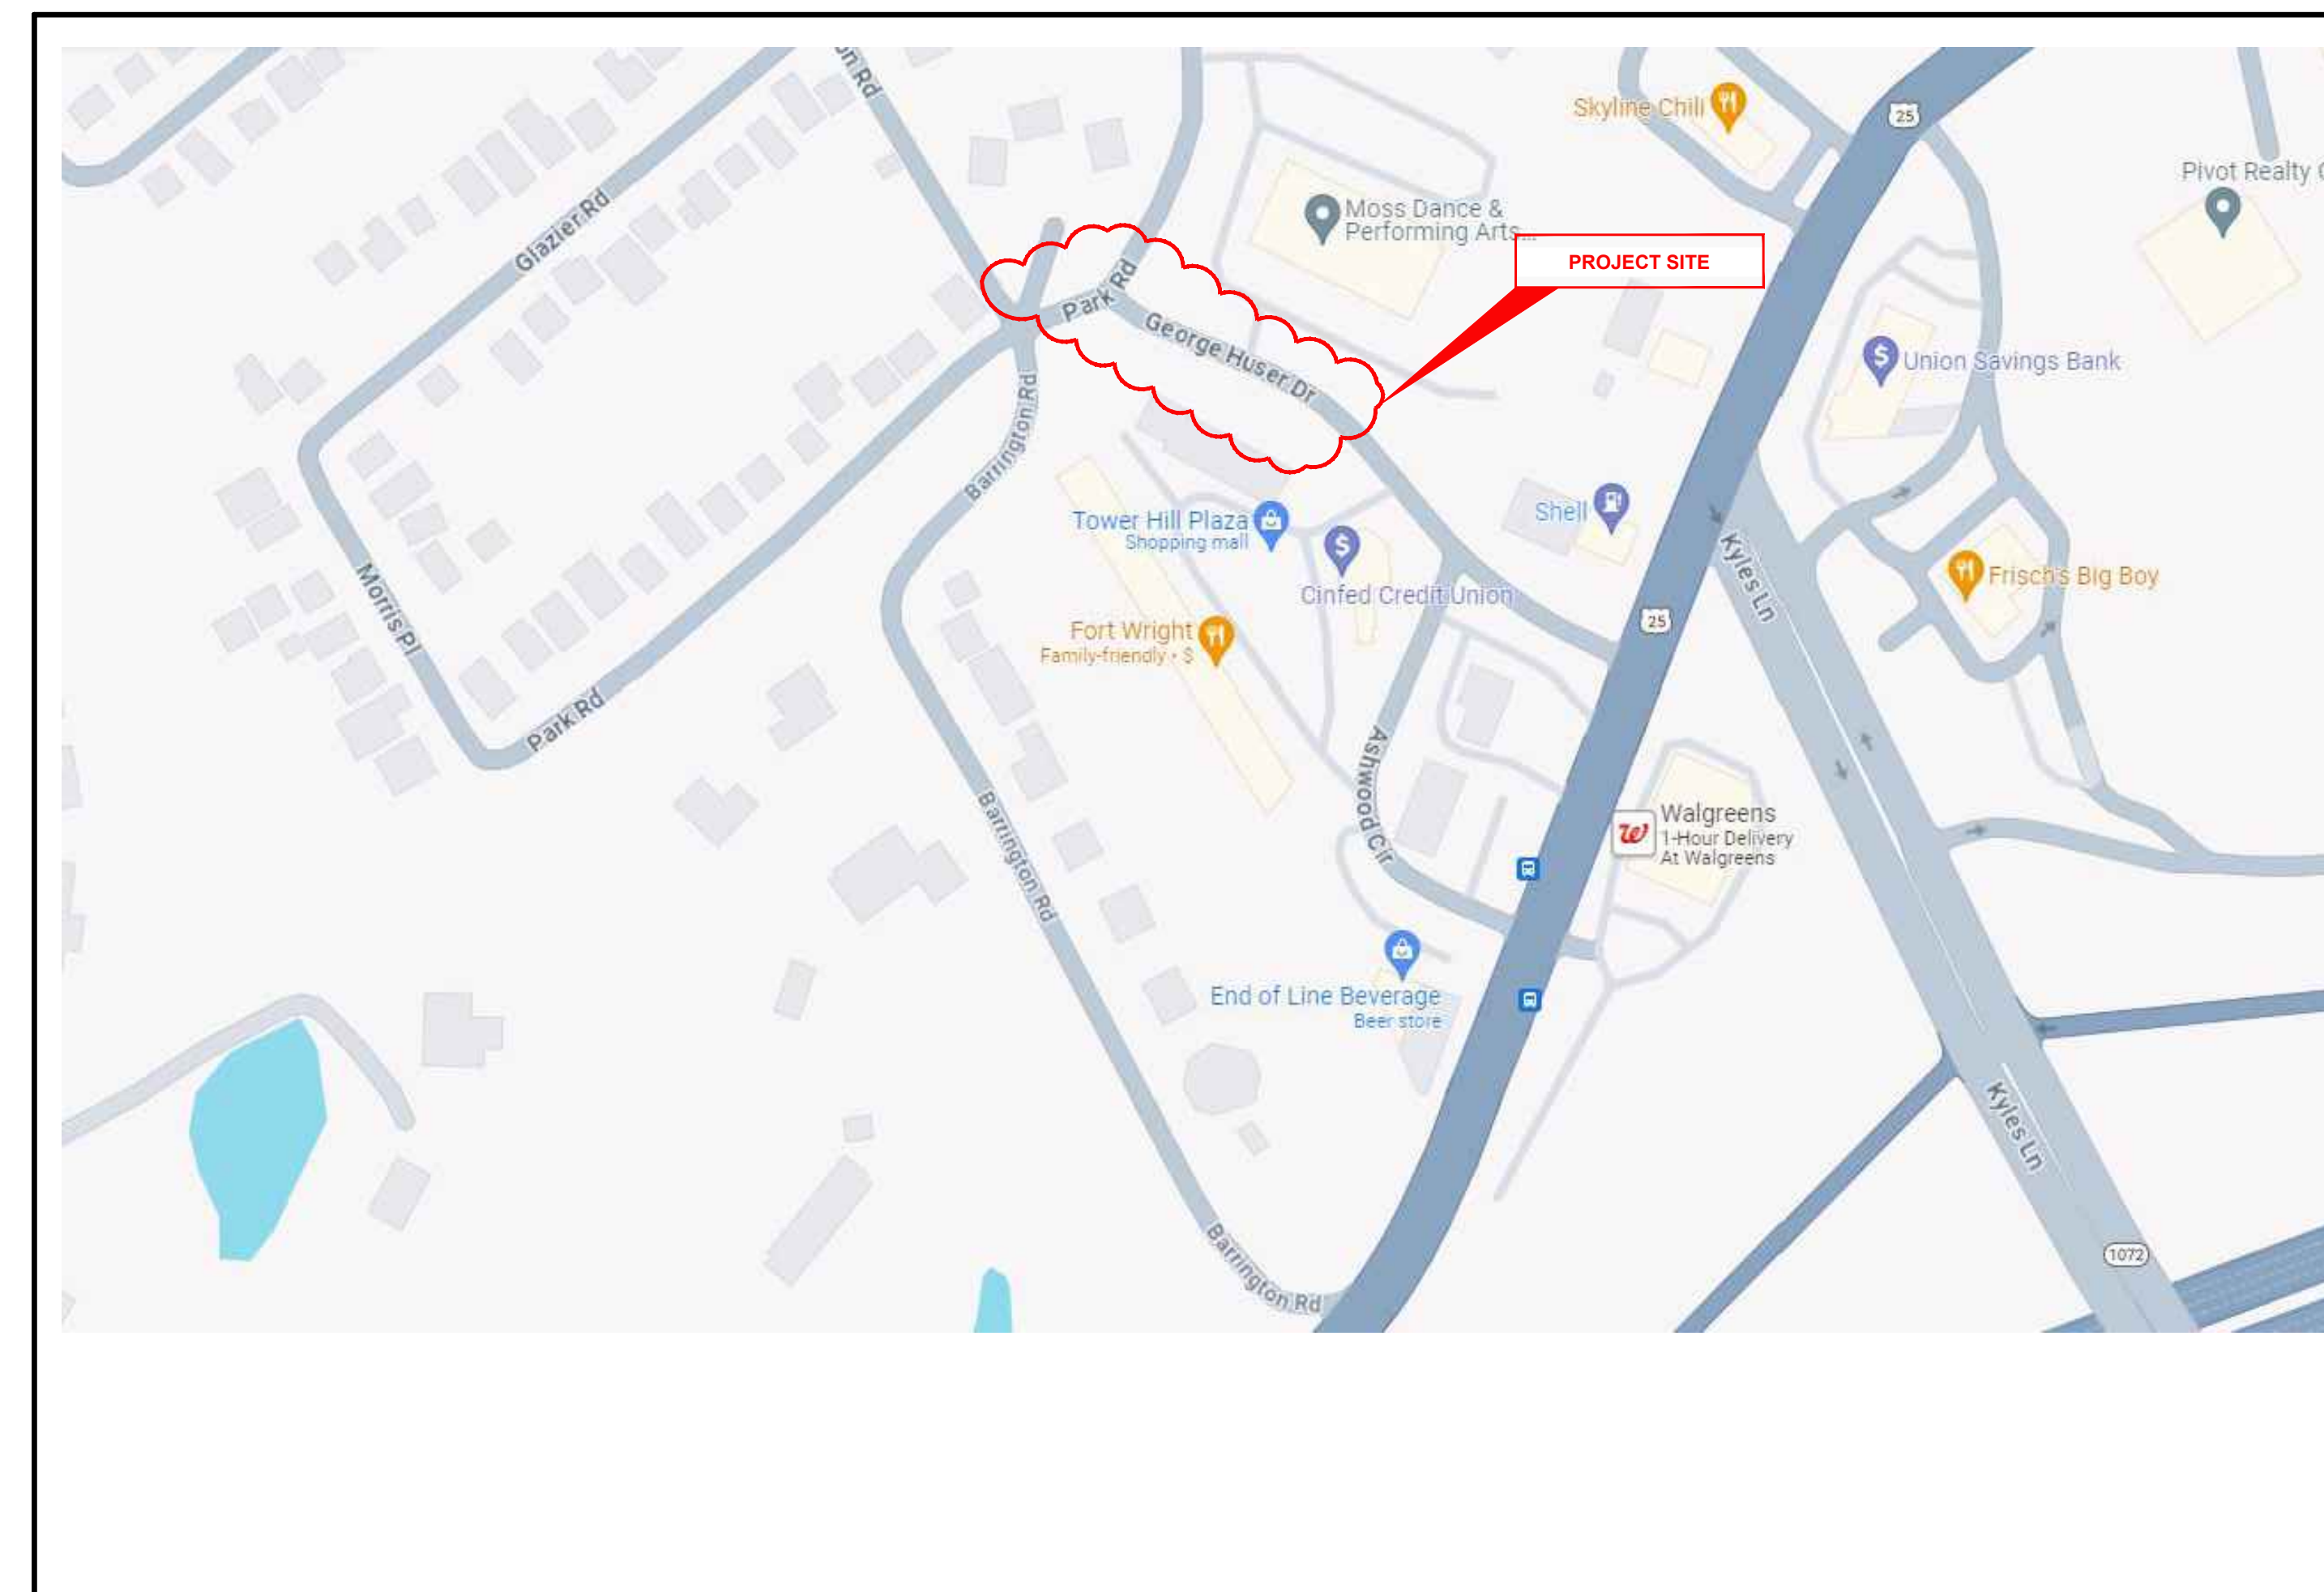 on Rd
Skyline Chili
25
Pivot Realty
Glazier Rd
Moss Dance &
Performing Arts...
PROJECT SITE
Park Rd
George Huser Dr
Union Savings Bank
Barrington Rd
Tower Hill Plaza
Shopping mall
Shell
Cinfed Credit Union
Kyles Ln
Frisch's Big Boy
Morris Pl
Fort Wright
Family-friendly • $
25
Park Rd
Ashwood Cir
Barrington Rd
Walgreens
1-Hour Delivery
At Walgreens
End of Line Beverage
Beer store
Kyles Ln
Barrington Rd
1072